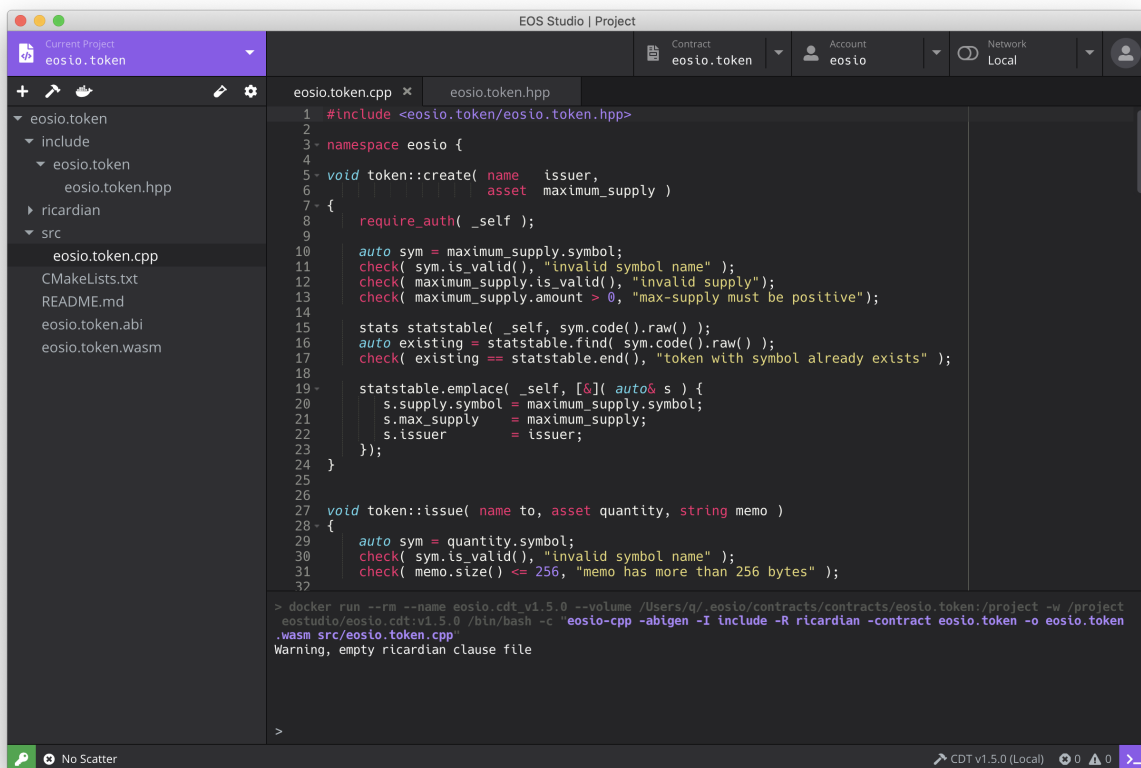 EOS Studio | Project
Current Project
eosio.token
Contract
eosio.token
Account
eosio
Network
Local
eosio.token.cpp
eosio.token.hpp
eosio.token
include
eosio.token
eosio.token.hpp
ricardian
src
eosio.token.cpp
CMakeLists.txt
README.md
eosio.token.abi
eosio.token.wasm
1 #include <eosio.token/eosio.token.hpp>
2
3 namespace eosio {
4
5 void token::create( name   issuer,
6                     asset  maximum_supply )
7 {
8     require_auth( _self );
9
10     auto sym = maximum_supply.symbol;
11     check( sym.is_valid(), "invalid symbol name" );
12     check( maximum_supply.is_valid(), "invalid supply");
13     check( maximum_supply.amount > 0, "max-supply must be positive");
14
15     stats statstable( _self, sym.code().raw() );
16     auto existing = statstable.find( sym.code().raw() );
17     check( existing == statstable.end(), "token with symbol already exists" );
18
19     statstable.emplace( _self, [&]( auto& s ) {
20        s.supply.symbol = maximum_supply.symbol;
21        s.max_supply    = maximum_supply;
22        s.issuer        = issuer;
23     });
24 }
25
26
27 void token::issue( name to, asset quantity, string memo )
28 {
29     auto sym = quantity.symbol;
30     check( sym.is_valid(), "invalid symbol name" );
31     check( memo.size() <= 256, "memo has more than 256 bytes" );
32
> docker run --rm --name eosio.cdt_v1.5.0 --volume /Users/q/.eosio/contracts/contracts/eosio.token:/project -w /project
eostudio/eosio.cdt:v1.5.0 /bin/bash -c "eosio-cpp -abigen -I include -R ricardian -contract eosio.token -o eosio.token
.wasm src/eosio.token.cpp"
Warning, empty ricardian clause file
>
No Scatter
CDT v1.5.0 (Local)
0
0